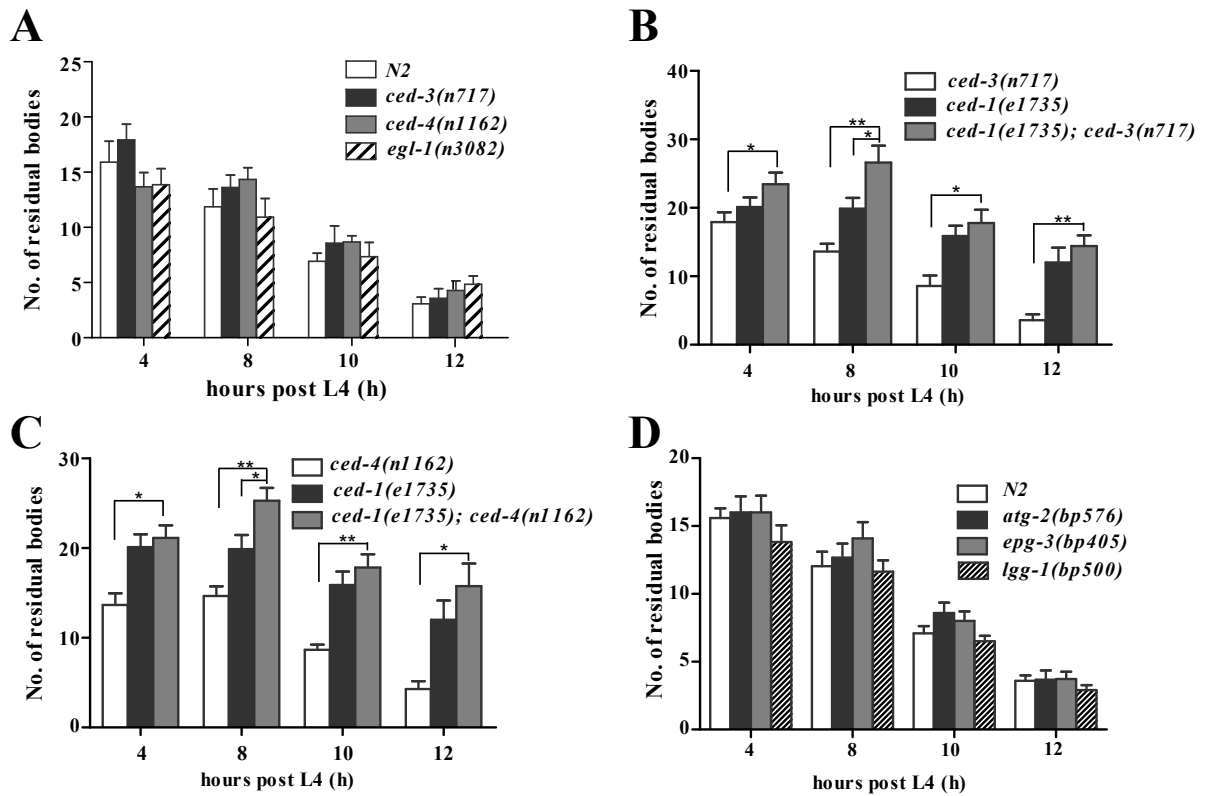 A
No. of residual bodies
25
20
15
10
5
0
N2
ced-3(n717)
ced-4(n1162)
egl-1(n3082)
4 8 10 12
hours post L4 (h)
B
No. of residual bodies
40
30
20
10
0
ced-3(n717)
ced-1(e1735)
ced-1(e1735); ced-3(n717)
*
**
*
*
**
4 8 10 12
hours post L4 (h)
C
No. of residual bodies
30
20
10
0
ced-4(n1162)
ced-1(e1735)
ced-1(e1735); ced-4(n1162)
*
**
*
**
*
4 8 10 12
hours post L4 (h)
D
No. of residual bodies
20
15
10
5
0
N2
atg-2(bp576)
epg-3(bp405)
lgg-1(bp500)
4 8 10 12
hours post L4 (h)